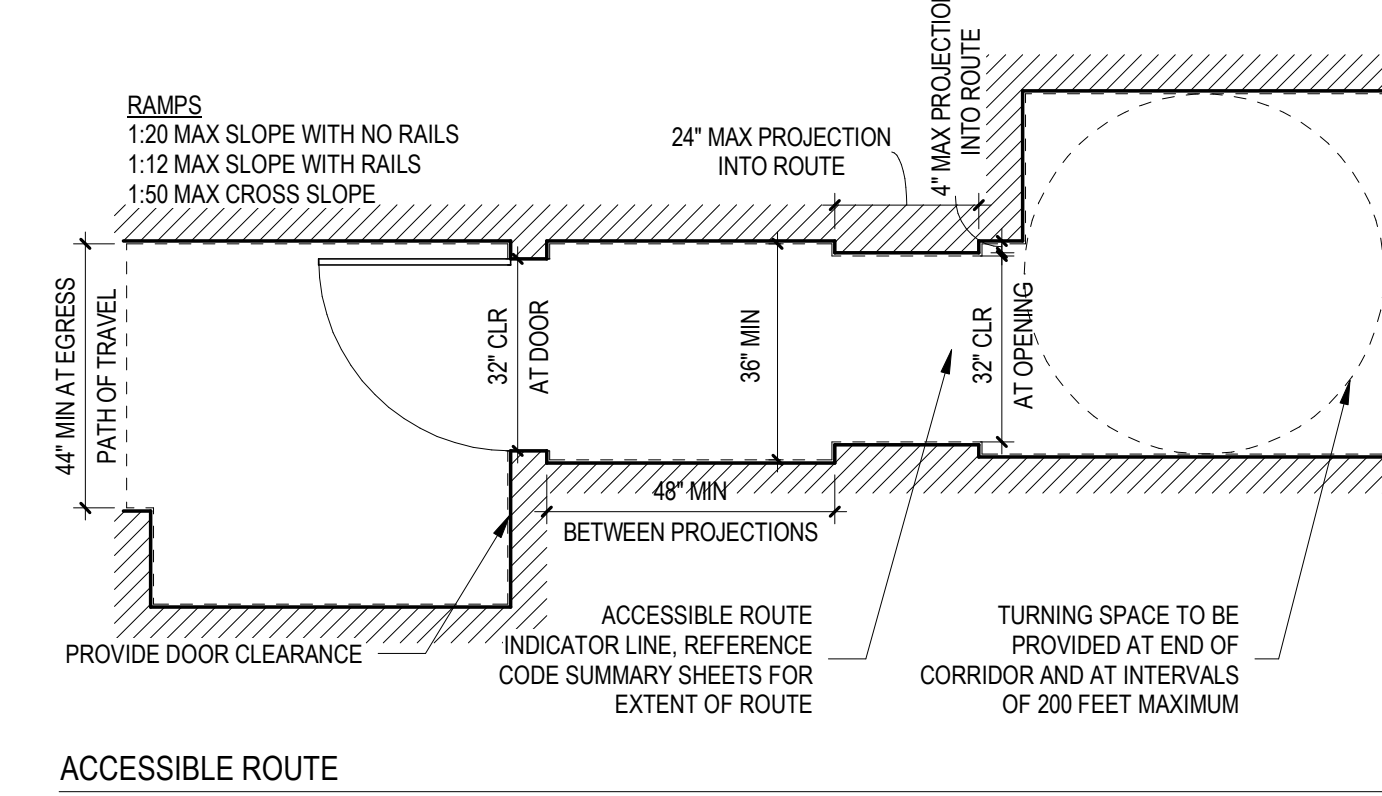 RAMPS
1:20 MAX SLOPE WITH NO RAILS
1:12 MAX SLOPE WITH RAILS
1:50 MAX CROSS SLOPE
24" MAX PROJECTION
INTO ROUTE
4" MAX PROJECTION
INTO ROUTE
44" MIN AT EGRESS
PATH OF TRAVEL
32" CLR
AT DOOR
36" MIN
32" CLR
AT OPENING
48" MIN
BETWEEN PROJECTIONS
PROVIDE DOOR CLEARANCE
ACCESSIBLE ROUTE
INDICATOR LINE, REFERENCE
CODE SUMMARY SHEETS FOR
EXTENT OF ROUTE
TURNING SPACE TO BE
PROVIDED AT END OF
CORRIDOR AND AT INTERVALS
OF 200 FEET MAXIMUM
ACCESSIBLE ROUTE